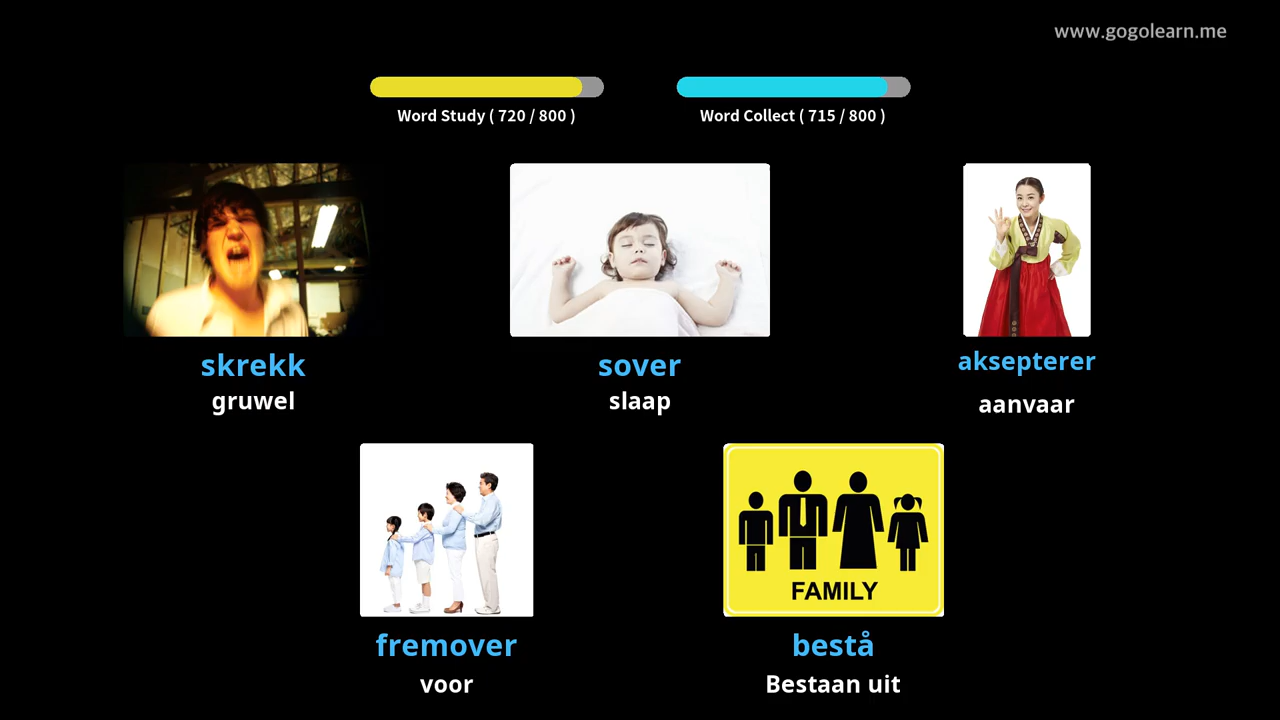 www.gogolearn.me
Word Study ( 720 / 800 )
Word Collect ( 715 / 800 )
skrekk
gruwel
sover
slaap
aksepterer
aanvaar
FAMILY
fremover
voor
bestå
Bestaan uit